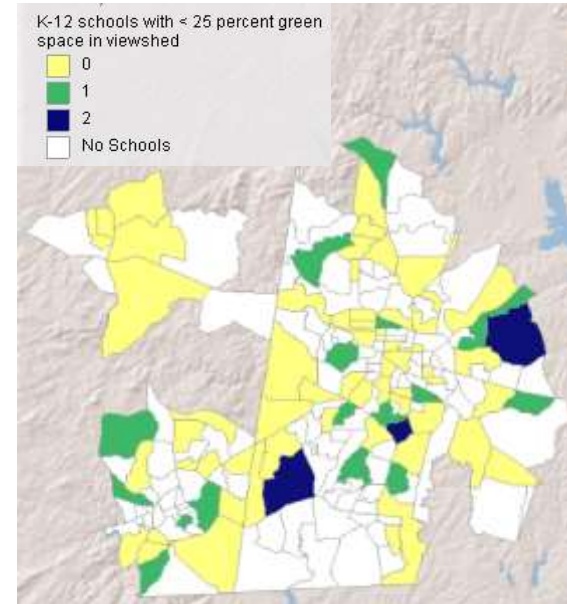 K-12 schools with < 25 percent green
space in viewshed
0
1
2
No Schools